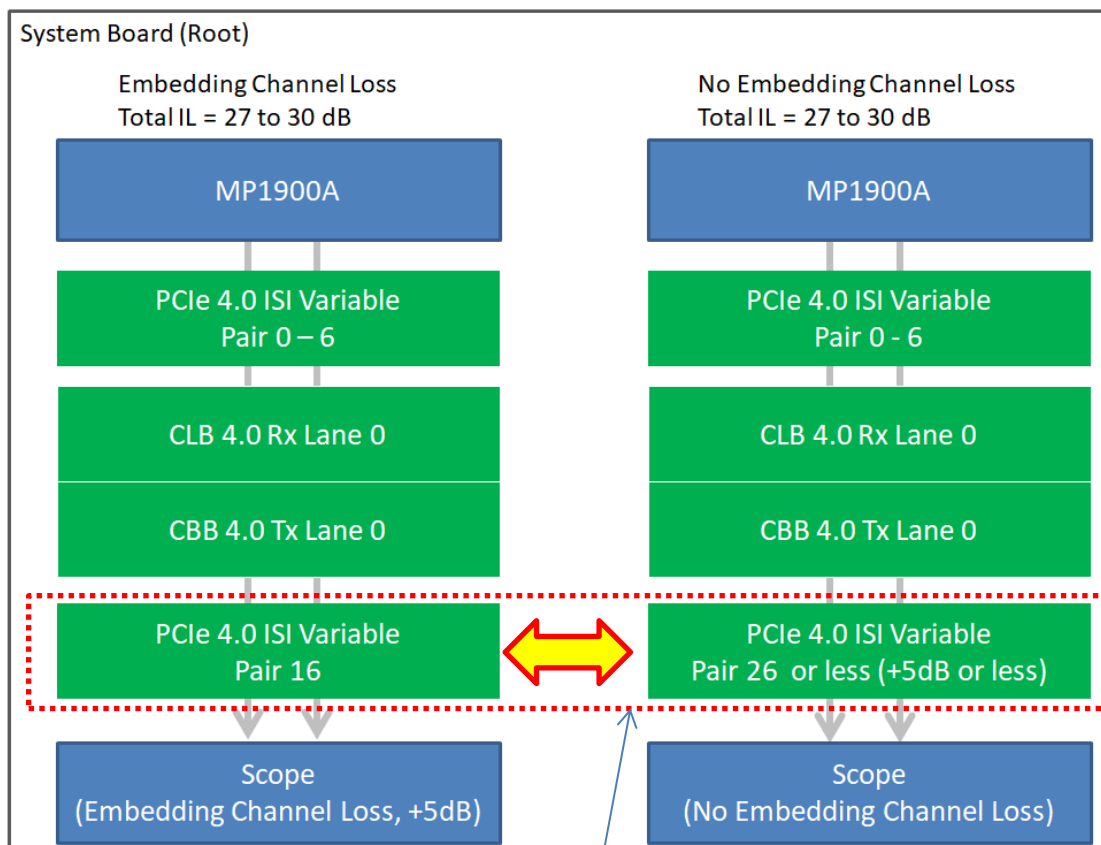 System Board (Root)
Embedding Channel Loss
Total IL = 27 to 30 dB
MP1900A
PCIe 4.0 ISI Variable
Pair 0 – 6
CLB 4.0 Rx Lane 0
CBB 4.0 Tx Lane 0
PCIe 4.0 ISI Variable
Pair 16
Scope
(Embedding Channel Loss, +5dB)
No Embedding Channel Loss
Total IL = 27 to 30 dB
MP1900A
PCIe 4.0 ISI Variable
Pair 0 - 6
CLB 4.0 Rx Lane 0
CBB 4.0 Tx Lane 0
PCIe 4.0 ISI Variable
Pair 26 or less (+5dB or less)
Scope
(No Embedding Channel Loss)